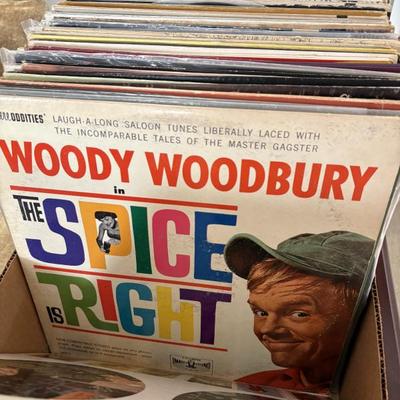 ODDITIES' LAUGH-A-LONG SALOON TUNES LIBERALLY LACED WITH
THE INCOMPARABLE TALES OF THE MASTER GAGSTER
WOODY WOODBURY
in
THE SPICE
IS RIGHT